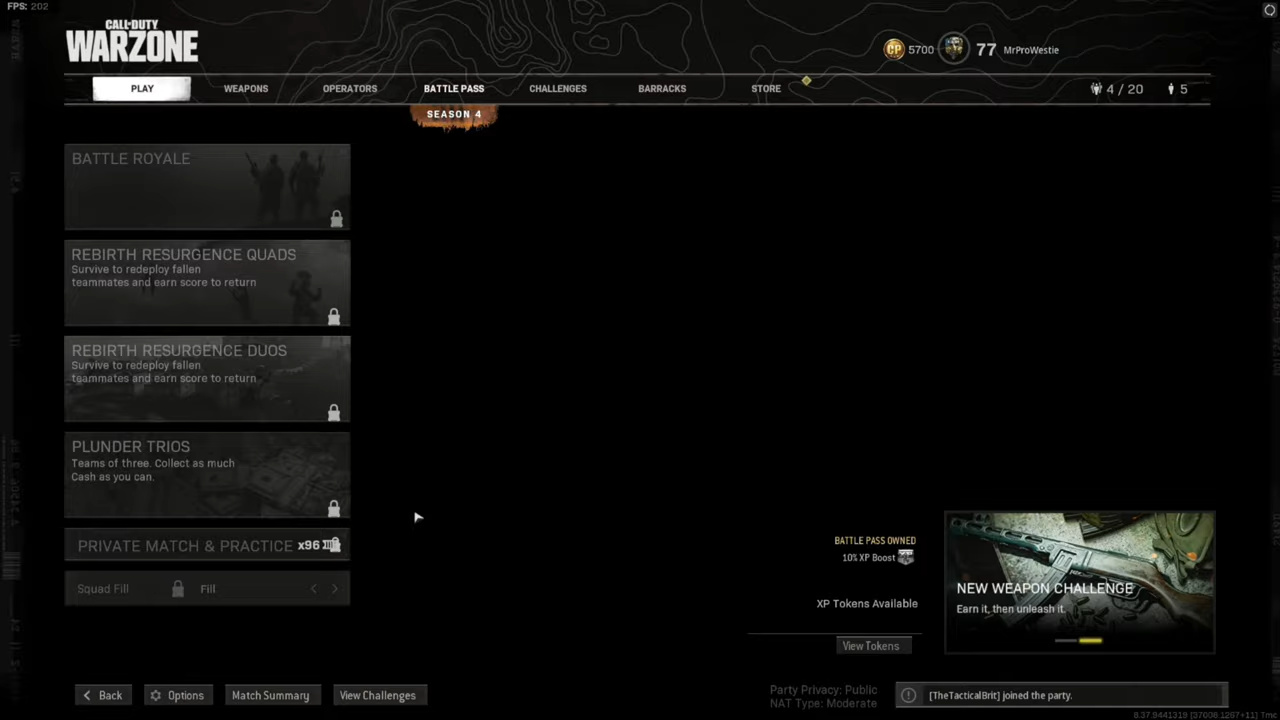 FPS: 202
CALL OF DUTY
WARZONE
CP 5700 77 MrProWestie
PLAY WEAPONS OPERATORS BATTLE PASS CHALLENGES BARRACKS STORE 4 / 20 5
SEASON 4
BATTLE ROYALE
REBIRTH RESURGENCE QUADS
Survive to redeploy fallen
teammates and earn score to return
REBIRTH RESURGENCE DUOS
Survive to redeploy fallen
teammates and earn score to return
PLUNDER TRIOS
Teams of three. Collect as much
Cash as you can.
PRIVATE MATCH & PRACTICE x96
Squad Fill Fill
BATTLE PASS OWNED
10% XP Boost
XP Tokens Available
View Tokens
NEW WEAPON CHALLENGE
Earn it, then unleash it.
Back Options Match Summary View Challenges
Party Privacy: Public
NAT Type: Moderate
[TheTacticalBrit] joined the party.